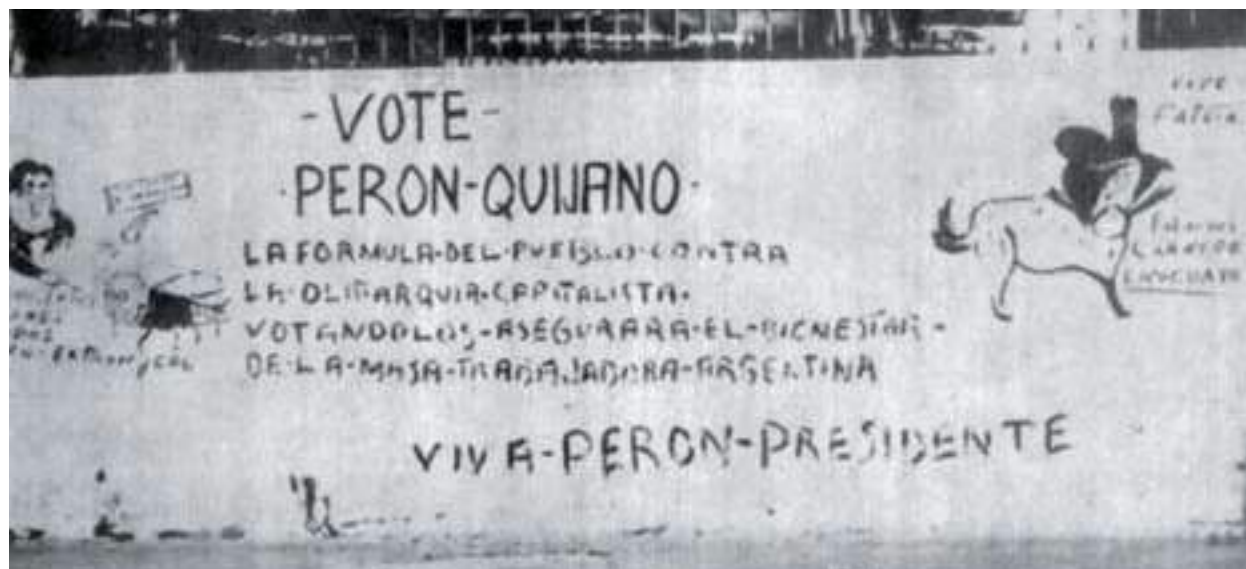 -VOTE-
·PERON-QUIJANO·
LA FORMULA·DEL·PUEBLO·CONTRA
LA·OLIGARQUIA·CAPITALISTA.
VOTANDOLOS·ASEGURARA·EL·BIENESTAR-
DE·LA·MASA·TRABAJADORA·ARGENTINA
VIVA-PERON-PRESIDENTE